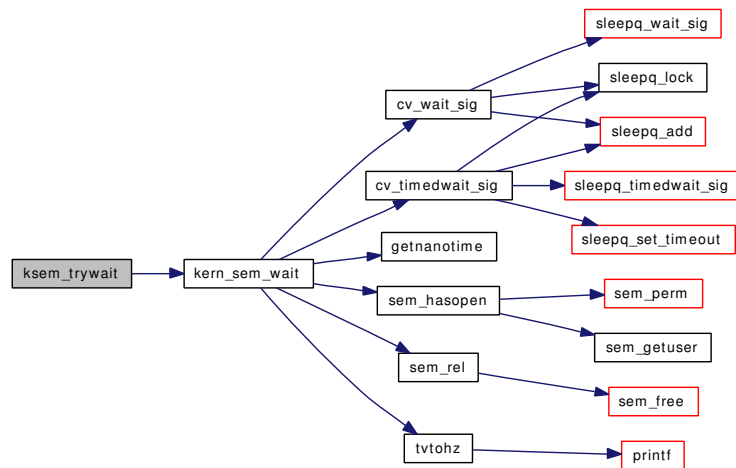 sleepq_wait_sig
sleepq_lock
cv_wait_sig
sleepq_add
cv_timedwait_sig
sleepq_timedwait_sig
sleepq_set_timeout
getnanotime
ksem_trywait
kern_sem_wait
sem_hasopen
sem_perm
sem_getuser
sem_rel
sem_free
tvtohz
printf